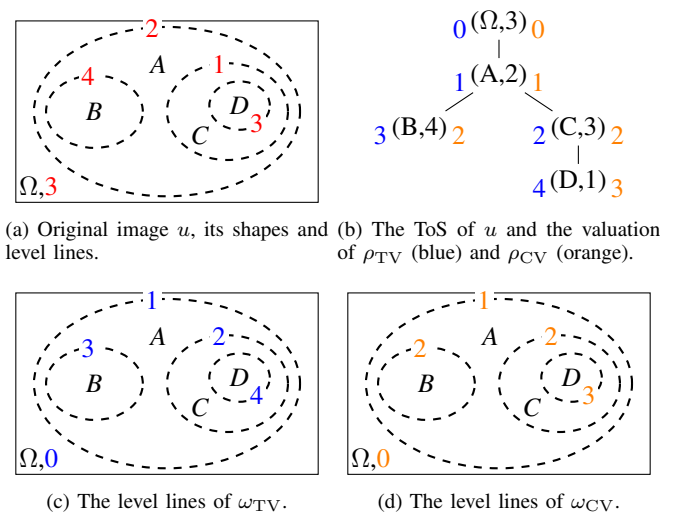 2
A
4
1
B
D
3
C
Ω,3
0(Ω,3)0
1(A,2)1
3(B,4)2
2(C,3)2
4(D,1)3
(a) Original image u, its shapes and
level lines.
(b) The ToS of u and the valuation
of ρTV (blue) and ρCV (orange).
1
A
3
2
B
D
4
C
Ω,0
(c) The level lines of ωTV.
1
A
2
2
B
D
3
C
Ω,0
(d) The level lines of ωCV.